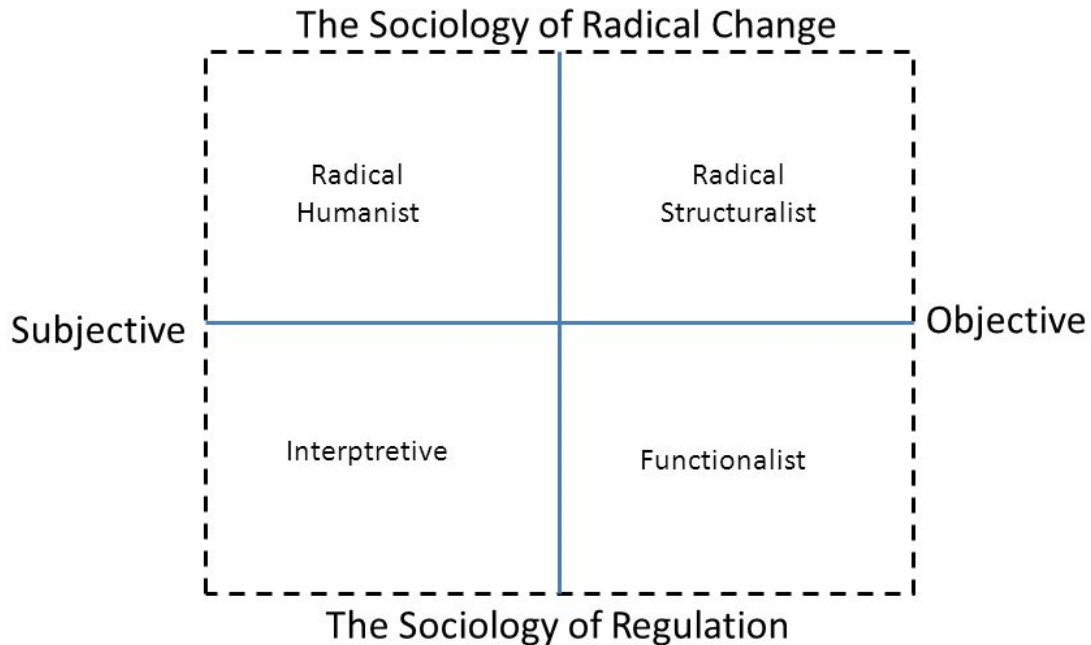 The Sociology of Radical Change
Radical
Humanist
Radical
Structuralist
Subjective
Objective
Interptretive
Functionalist
The Sociology of Regulation